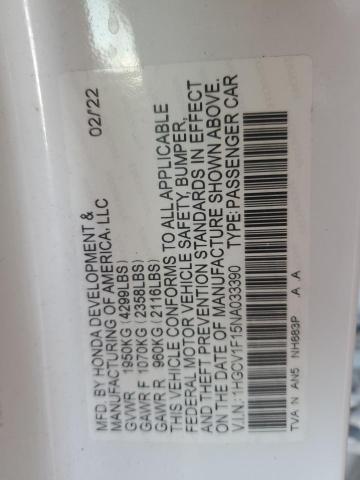 MFD. BY HONDA DEVELOPMENT & 02/22
MANUFACTURING OF AMERICA, LLC
GVWR 1950KG (4299LBS)
GAWR F 1070KG (2358LBS)
GAWR R 960KG (2116LBS)
THIS VEHICLE CONFORMS TO ALL APPLICABLE
FEDERAL MOTOR VEHICLE SAFETY, BUMPER,
AND THEFT PREVENTION STANDARDS IN EFFECT
ON THE DATE OF MANUFACTURE SHOWN ABOVE.
V.I.N.: 1HGCV1F15NA033390 TYPE: PASSENGER CAR
TVA N AN5 NH883P A A